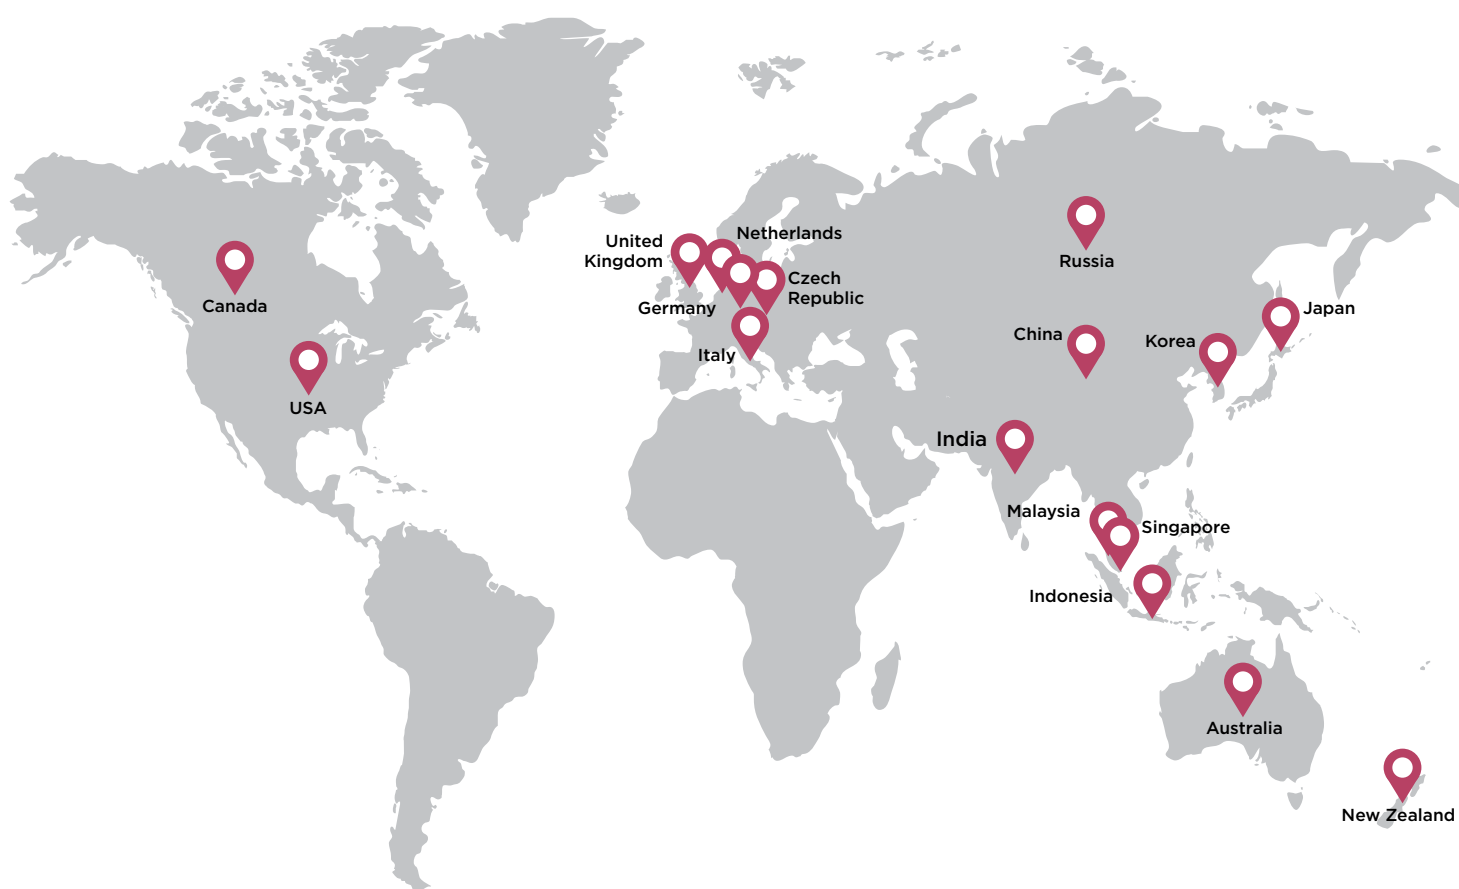 Netherlands
United
Kingdom
Russia
Czech
Republic
Canada
Germany
Japan
China
Korea
Italy
USA
India
Malaysia
Singapore
Indonesia
Australia
New Zealand